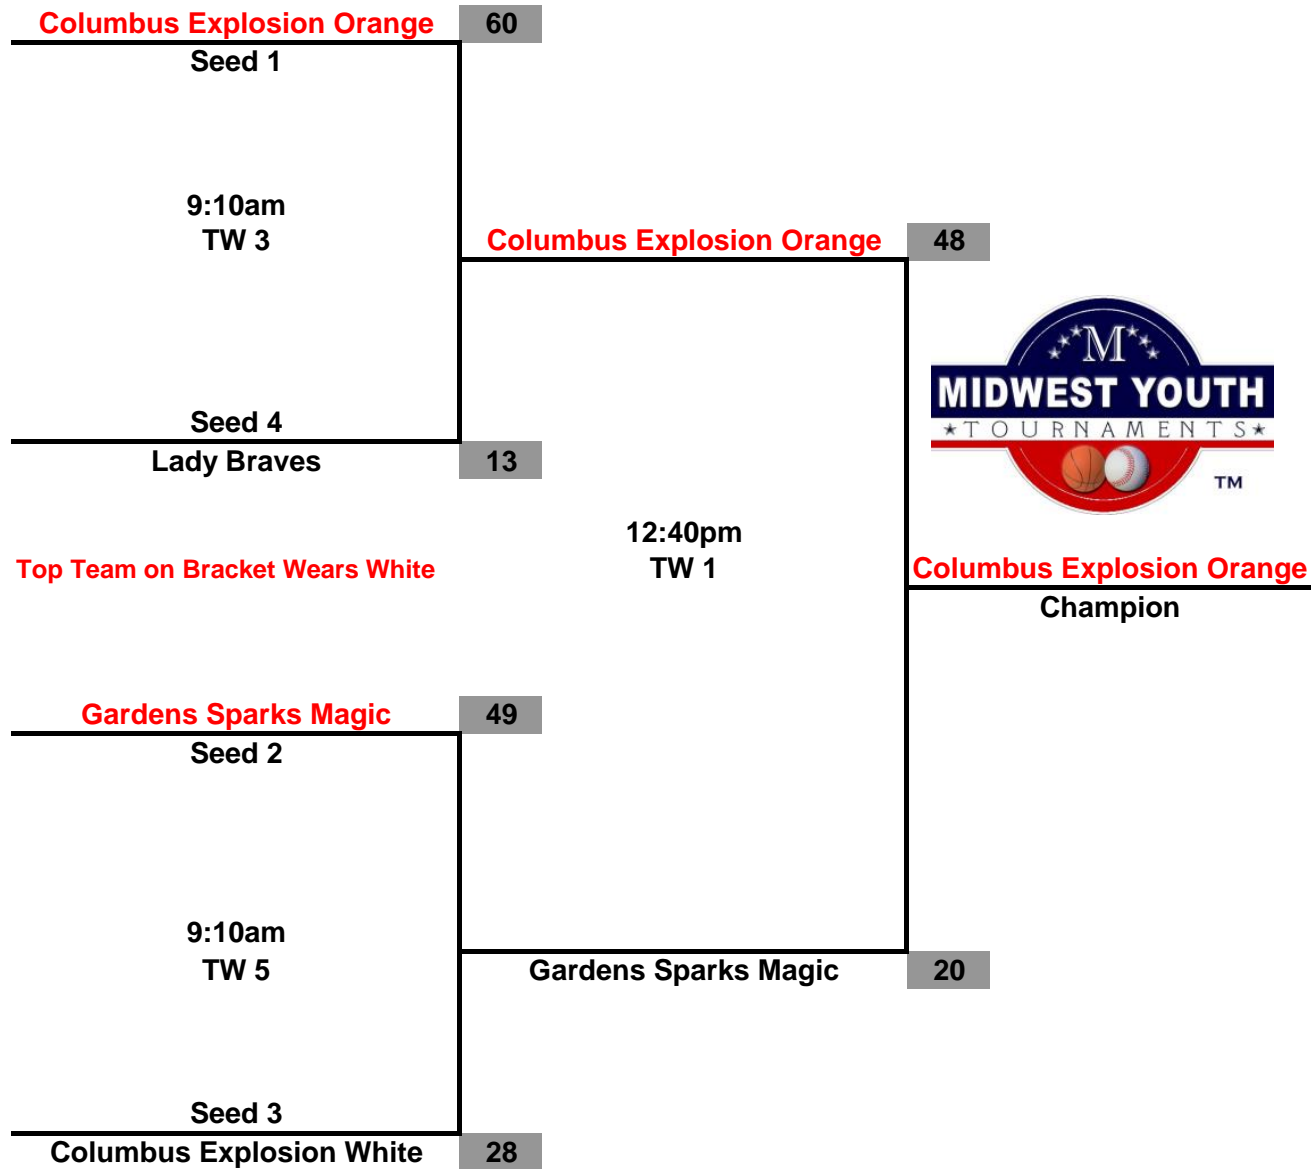 Columbus Explosion Orange 60
Seed 1
9:10am
TW 3
Columbus Explosion Orange 48
M
MIDWEST YOUTH
★TOURNAMENTS★
TM
Seed 4
Lady Braves 13
12:40pm
Top Team on Bracket Wears White
TW 1
Columbus Explosion Orange
Champion
Gardens Sparks Magic 49
Seed 2
9:10am
TW 5
Gardens Sparks Magic 20
Seed 3
Columbus Explosion White 28